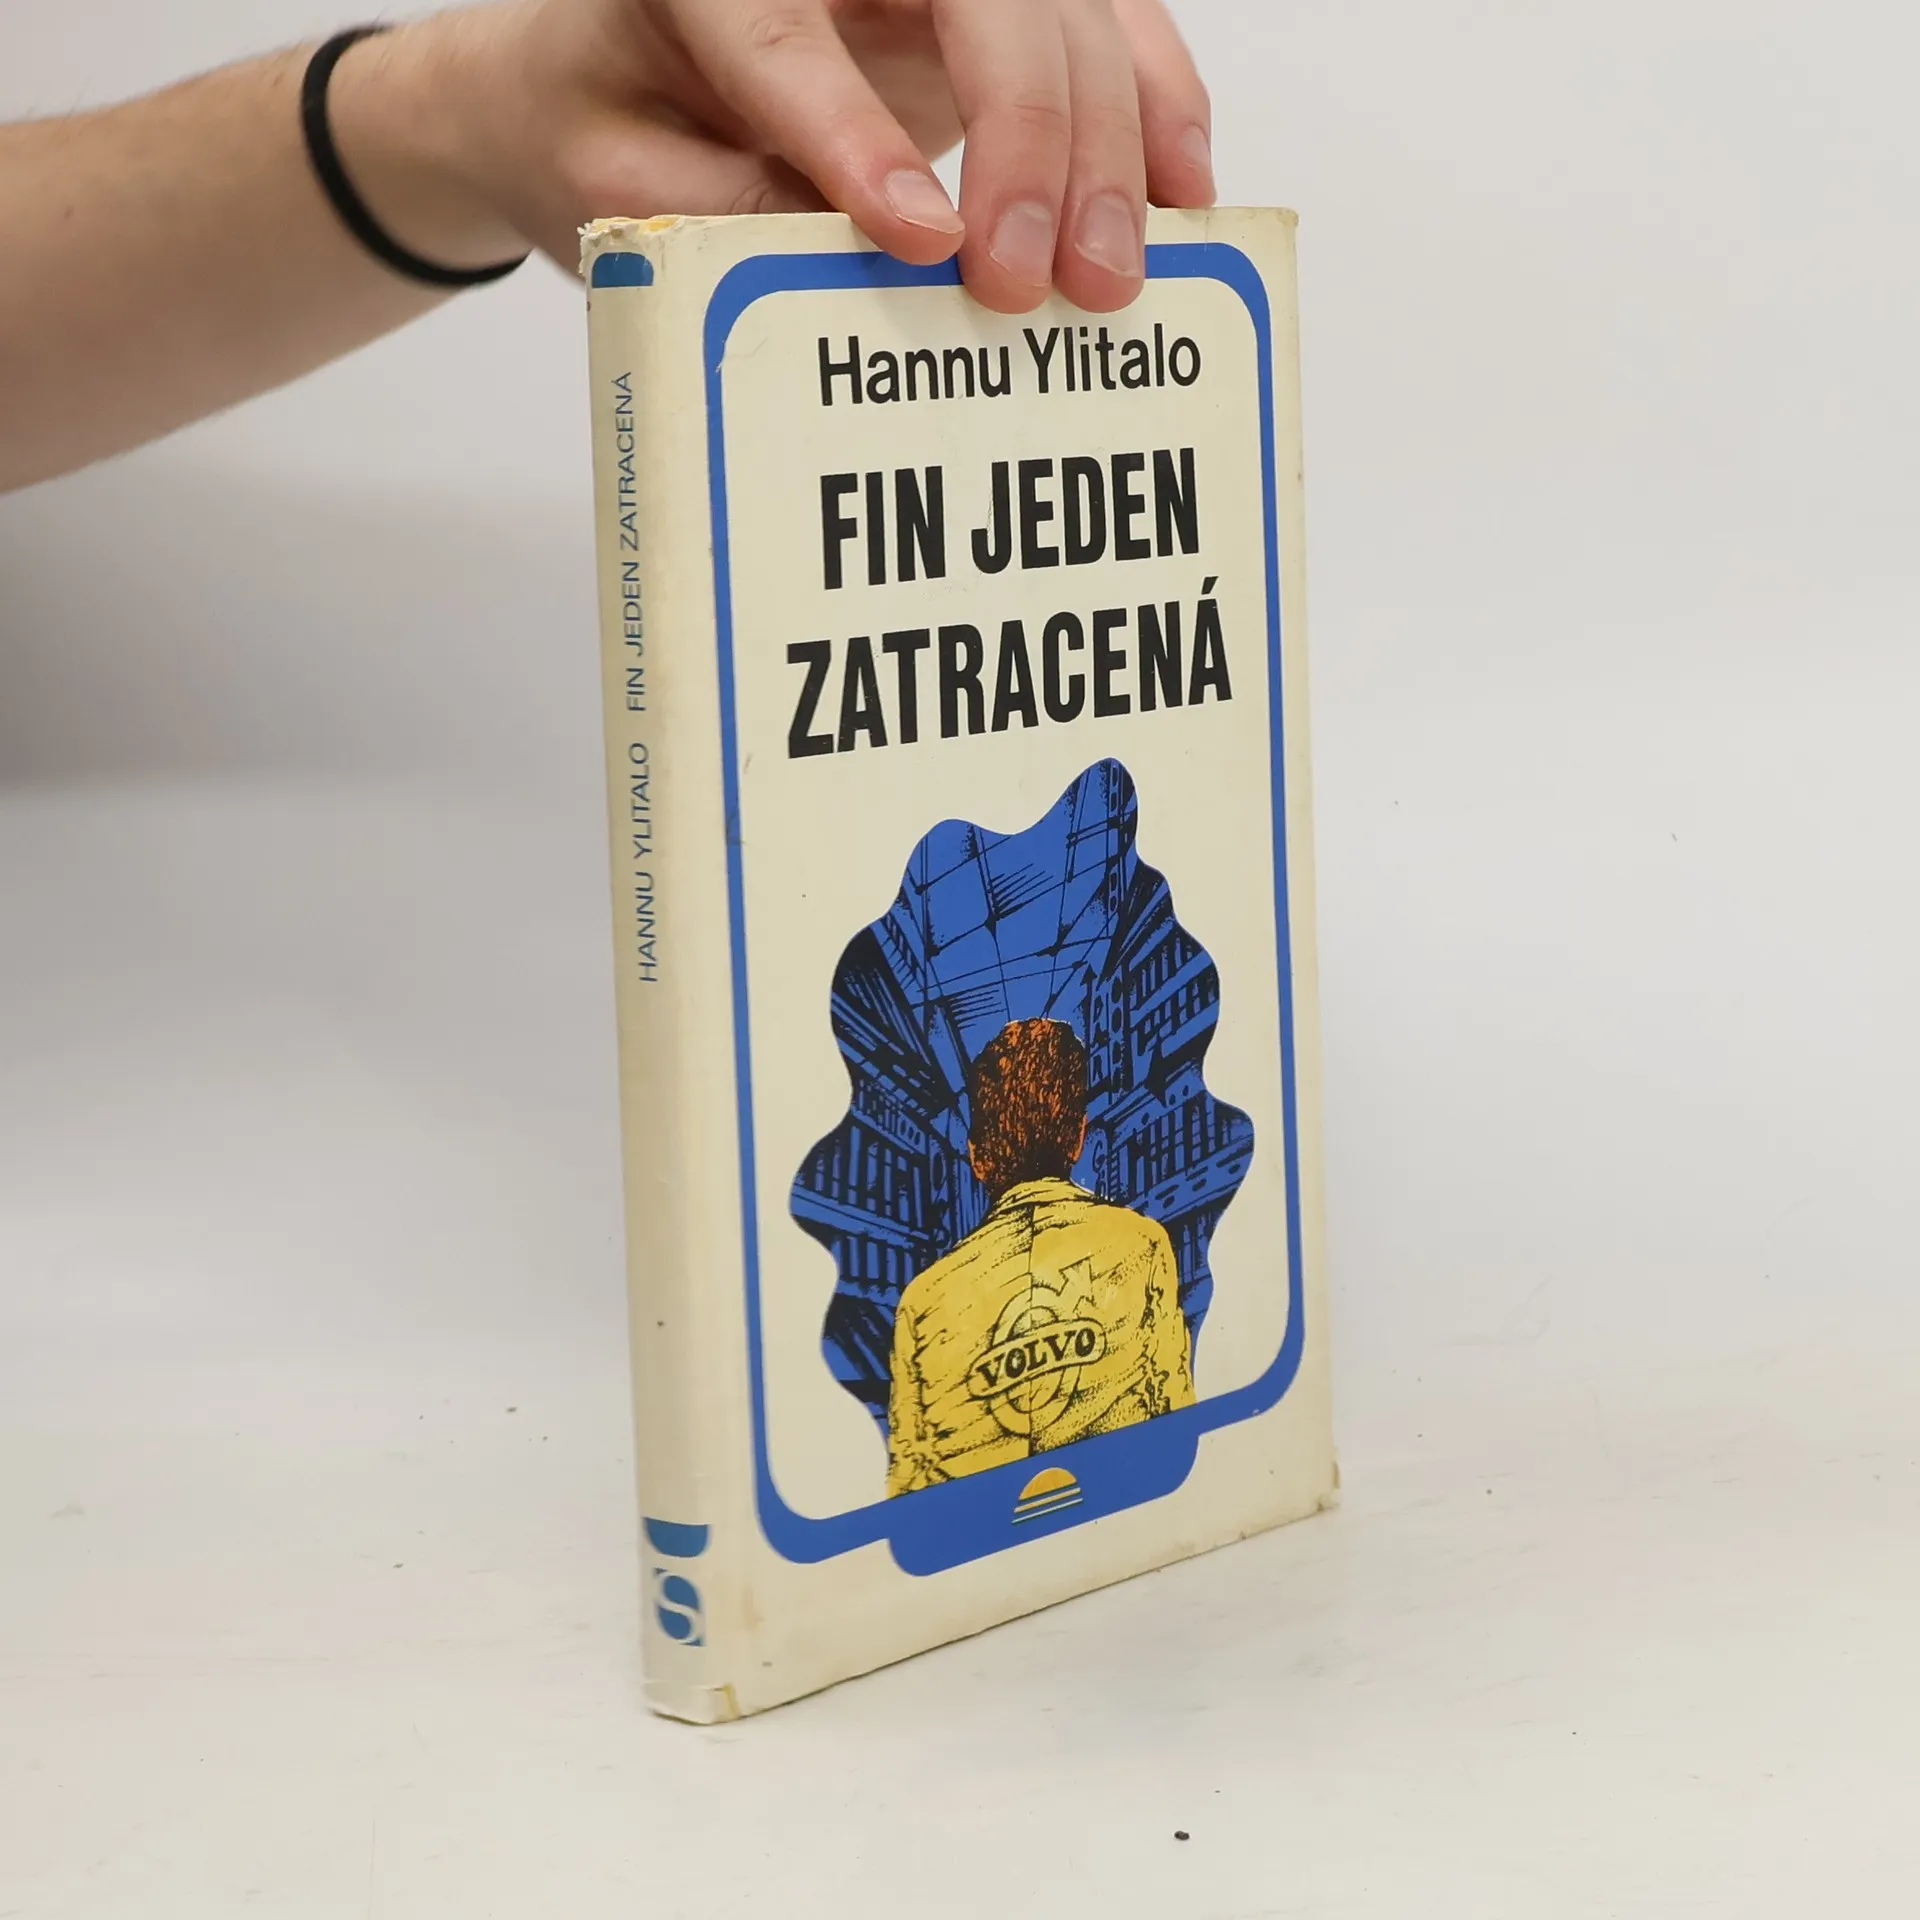 Hannu Ylitalo
FIN JEDEN
ZATRACENÁ
VOLVO
HANNU YLITALO FIN JEDEN ZATRACENÁ
S